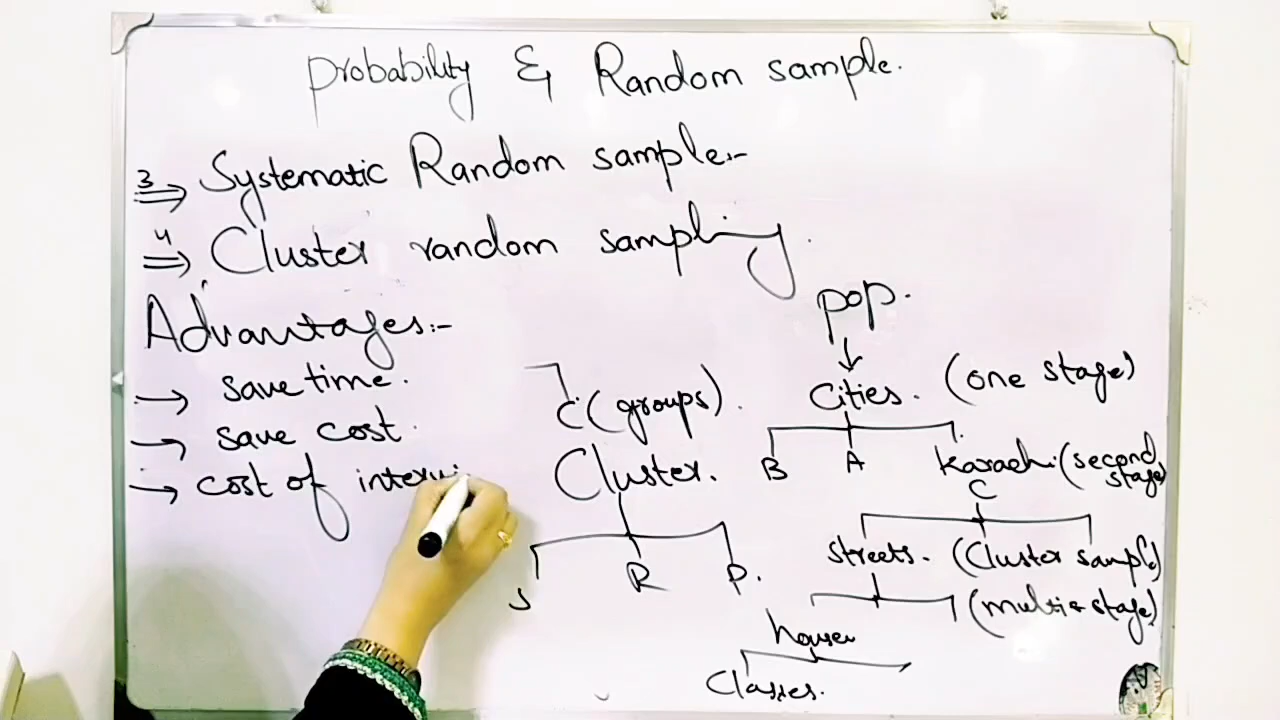 Probability & Random sample.
3 Systematic Random sample:-
4 Cluster random sampling.
Advantages:-
→ save time.
→ save cost.
→ cost of intervi
C (groups).
Cluster.
S R P.
pop.
↓
Cities. (one stage)
B A Karachi (second stage)
C
streets. (Cluster sample)
(multi stage)
houses
Classes.